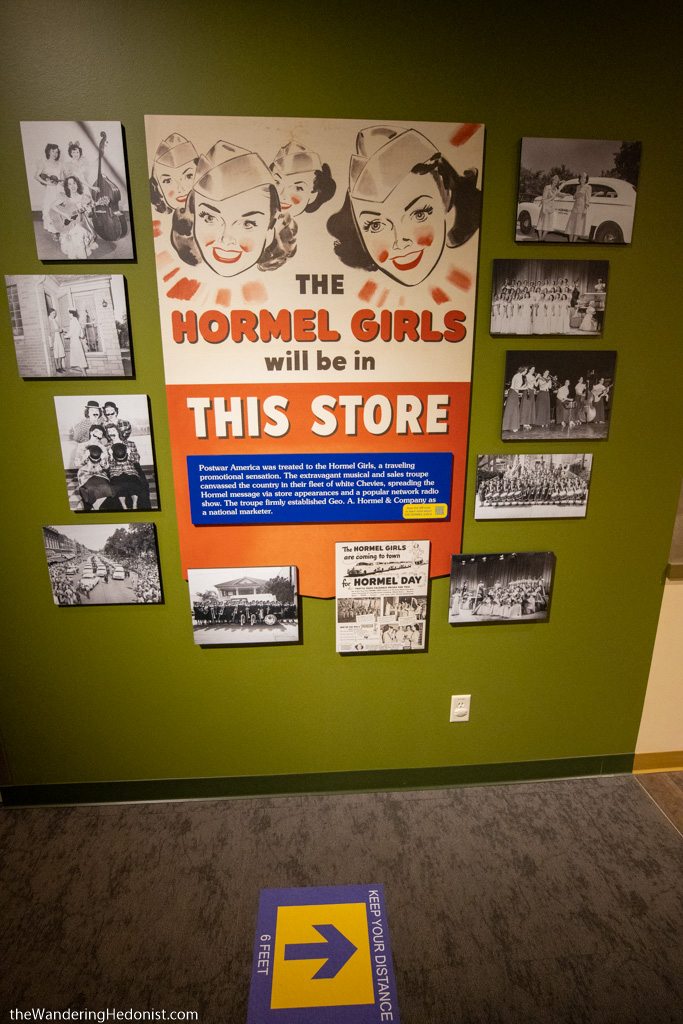 THE
HORMEL GIRLS
will be in
THIS STORE
Postwar America was treated to the Hormel Girls, a traveling
promotional sensation. The extravagant musical and sales troupe
canvassed the country in their fleet of white Chevies, spreading the
Hormel message via store appearances and a popular network radio
show. The troupe firmly established Geo. A. Hormel & Company as
a national marketer.
The HORMEL GIRLS
are coming to town
for HORMEL DAY
KEEP YOUR DISTANCE
6 FEET
theWanderingHedonist.com